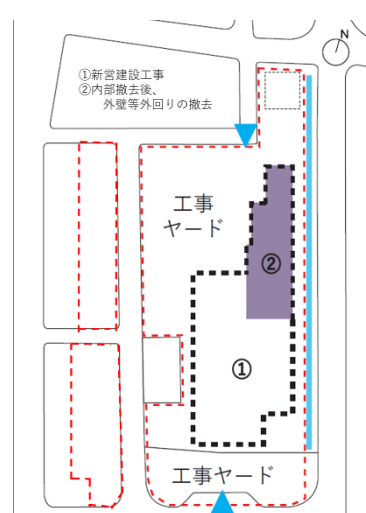 N
①新営建設工事
②内部撤去後、
外壁等外回りの撤去
工事
ヤード
②
①
工事ヤード